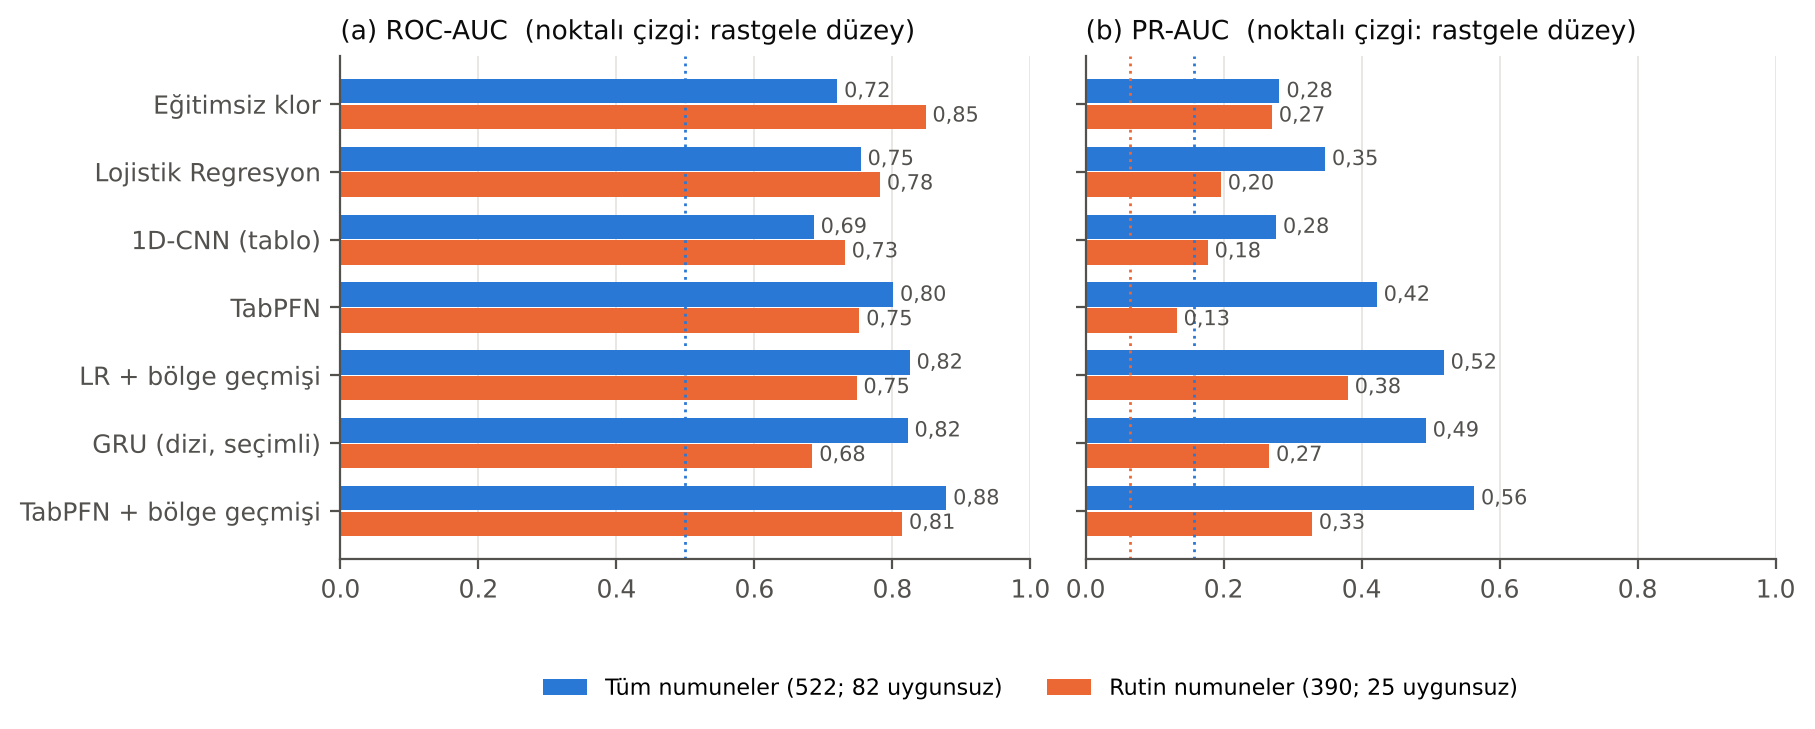 (a) ROC-AUC (noktalı çizgi: rastgele düzey)
Eğitimsiz klor
0,72
0,85
Lojistik Regresyon
0,75
0,78
1D-CNN (tablo)
0,69
0,73
TabPFN
0,80
0,75
LR + bölge geçmişi
0,82
0,75
GRU (dizi, seçimli)
0,82
0,68
TabPFN + bölge geçmişi
0,88
0,81
0.0 0.2 0.4 0.6 0.8 1.0
(b) PR-AUC (noktalı çizgi: rastgele düzey)
0,28
0,27
0,35
0,20
0,28
0,18
0,42
0,13
0,52
0,38
0,49
0,27
0,56
0,33
0.0 0.2 0.4 0.6 0.8 1.0
Tüm numuneler (522; 82 uygunsuz)
Rutin numuneler (390; 25 uygunsuz)